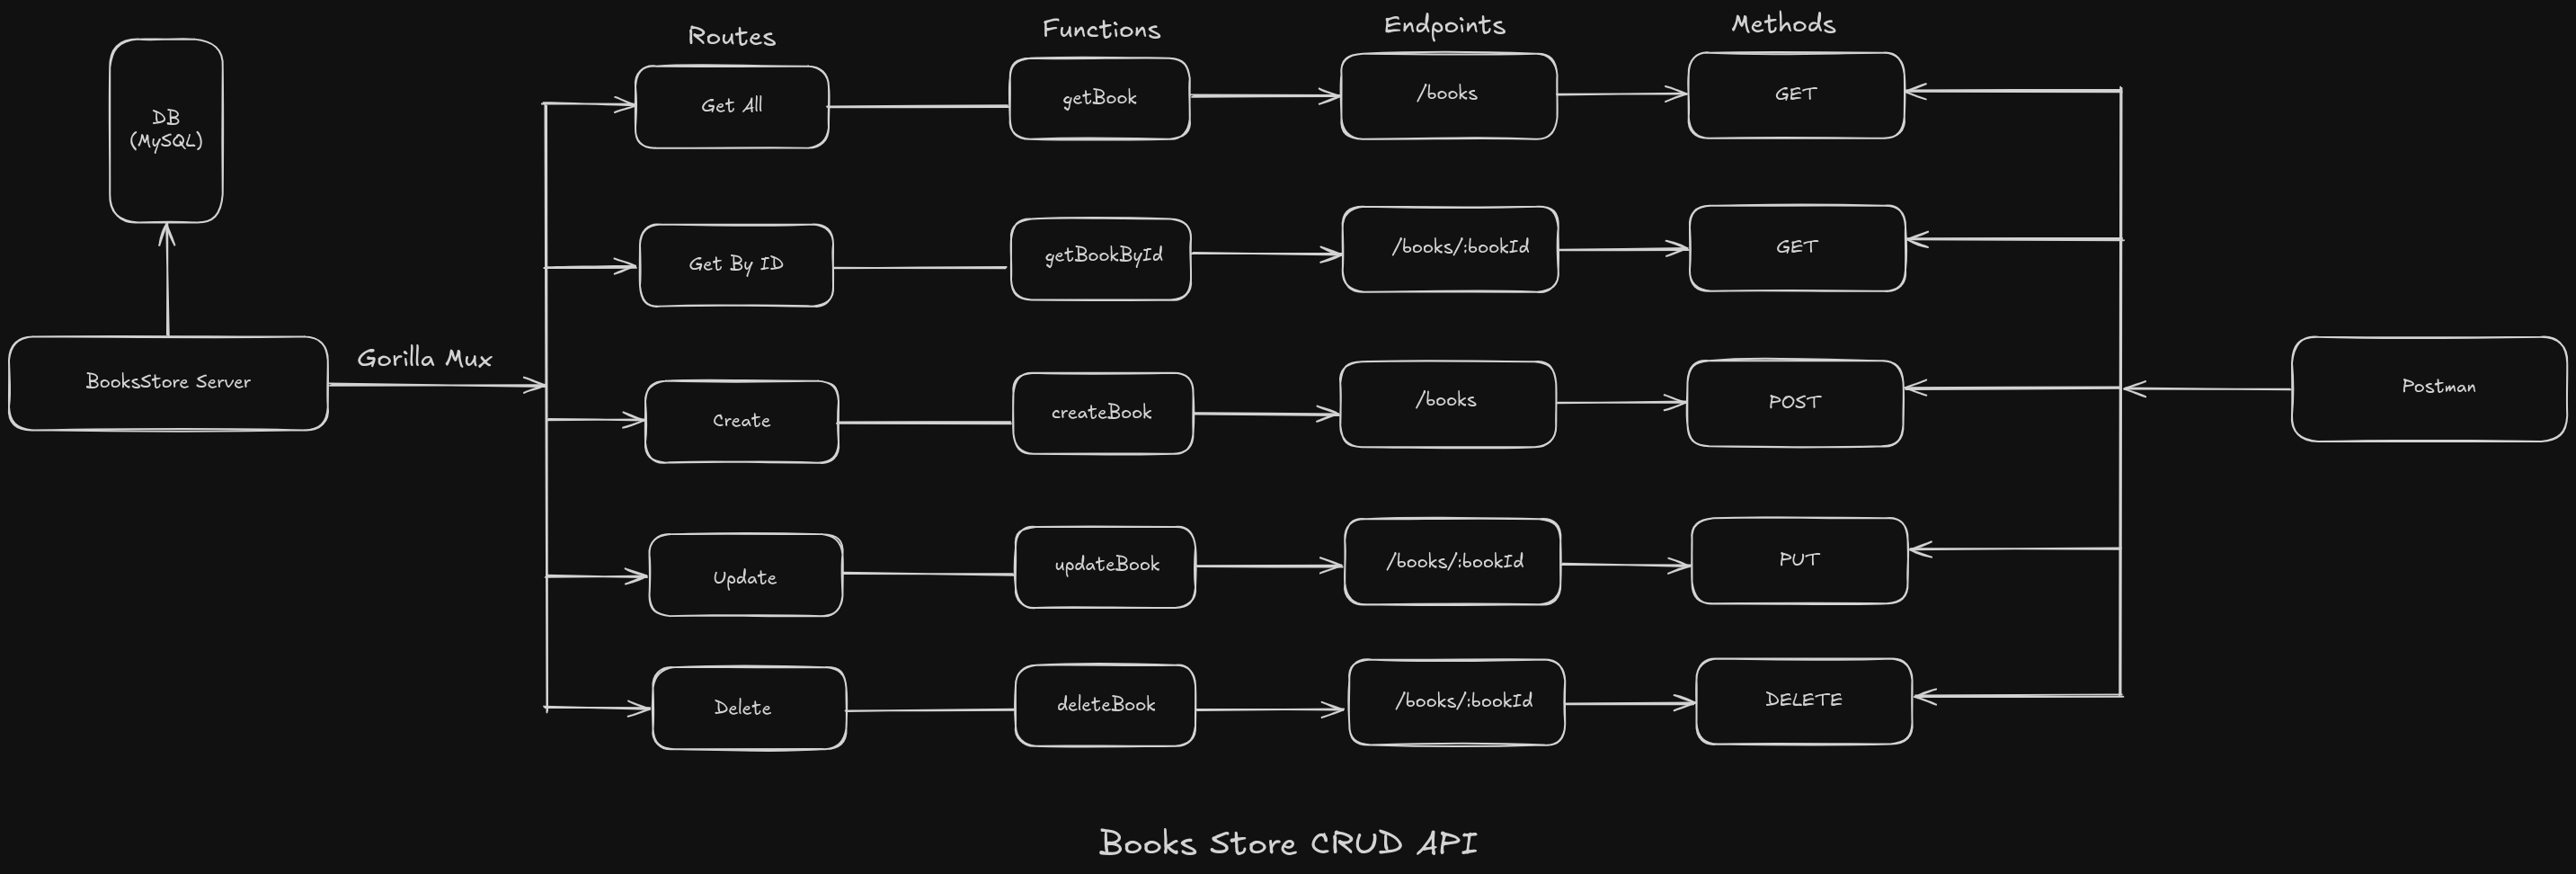 Routes
Functions
Endpoints
Methods
DB
(MySQL)
Get All
getBook
/books
GET
Get By ID
getBookById
/books/:bookId
GET
BooksStore Server
Gorilla Mux
Create
createBook
/books
POST
Postman
Update
updateBook
/books/:bookId
PUT
Delete
deleteBook
/books/:bookId
DELETE
Books Store CRUD API